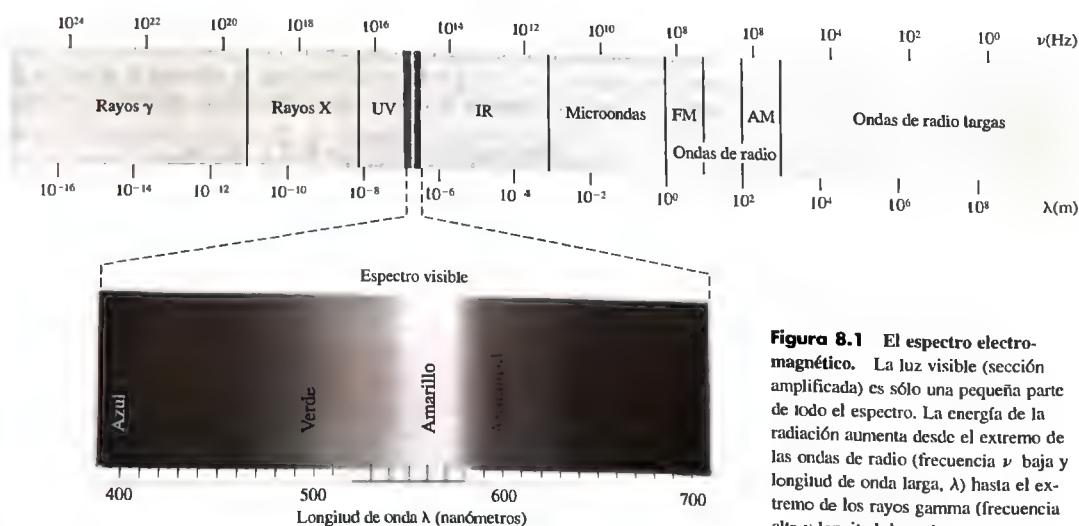 10²⁴ 10²² 10²⁰ 10¹⁸ 10¹⁶ 10¹⁴ 10¹² 10¹⁰ 10⁸ 10⁸ 10⁴ 10² 10⁰ ν(Hz)
Rayos γ Rayos X UV IR Microondas FM AM Ondas de radio largas
Ondas de radio
10⁻¹⁶ 10⁻¹⁴ 10⁻¹² 10⁻¹⁰ 10⁻⁸ 10⁻⁶ 10⁻⁴ 10⁻² 10⁰ 10² 10⁴ 10⁶ 10⁸ λ(m)
Espectro visible
Azul Verde Amarillo
400 500 600 700
Longitud de onda λ (nanómetros)
Figura 8.1 El espectro electro-
magnético. La luz visible (sección
amplificada) es sólo una pequeña parte
de todo el espectro. La energía de la
radiación aumenta desde el extremo de
las ondas de radio (frecuencia ν baja y
longitud de onda larga, λ) hasta el ex-
tremo de los rayos gamma (frecuencia